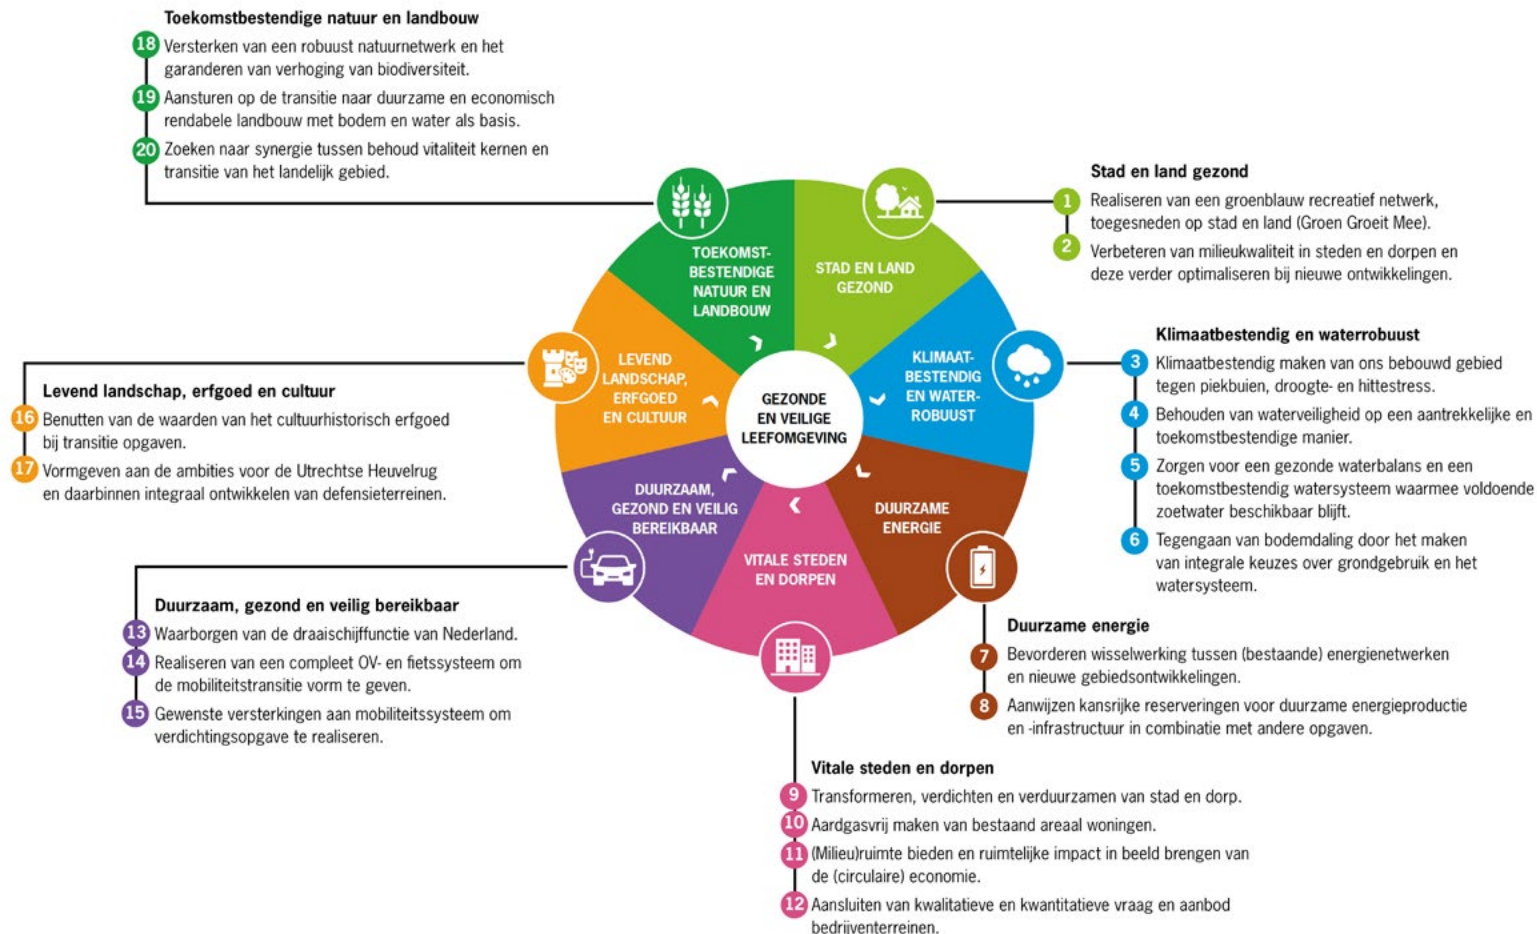 Toekomstbestendige natuur en landbouw
18 Versterken van een robuust natuurnetwerk en het
garanderen van verhoging van biodiversiteit.
19 Aansturen op de transitie naar duurzame en economisch
rendabele landbouw met bodem en water als basis.
20 Zoeken naar synergie tussen behoud vitaliteit kernen en
transitie van het landelijk gebied.
Stad en land gezond
1 Realiseren van een groenblauw recreatief netwerk,
toegesneden op stad en land (Groen Groeit Mee).
2 Verbeteren van milieukwaliteit in steden en dorpen en
deze verder optimaliseren bij nieuwe ontwikkelingen.
Klimaatbestendig en waterrobuust
3 Klimaatbestendig maken van ons bebouwd gebied
tegen piekbuien, droogte- en hittestress.
4 Behouden van waterveiligheid op een aantrekkelijke en
toekomstbestendige manier.
5 Zorgen voor een gezonde waterbalans en een
toekomstbestendig watersysteem waarmee voldoende
zoetwater beschikbaar blijft.
6 Tegengaan van bodemdaling door het maken
van integrale keuzes over grondgebruik en het
watersysteem.
Duurzame energie
7 Bevorderen wisselwerking tussen (bestaande) energienetwerken
en nieuwe gebiedsontwikkelingen.
8 Aanwijzen kansrijke reserveringen voor duurzame energieproductie
en -infrastructuur in combinatie met andere opgaven.
Vitale steden en dorpen
9 Transformeren, verdichten en verduurzamen van stad en dorp.
10 Aardgasvrij maken van bestaand areaal woningen.
11 (Milieu)ruimte bieden en ruimtelijke impact in beeld brengen van
de (circulaire) economie.
12 Aansluiten van kwalitatieve en kwantitatieve vraag en aanbod
bedrijventerreinen.
Duurzaam, gezond en veilig bereikbaar
13 Waarborgen van de draaischijffunctie van Nederland.
14 Realiseren van een compleet OV- en fietssysteem om
de mobiliteitstransitie vorm te geven.
15 Gewenste versterkingen aan mobiliteitssysteem om
verdichtingsopgave te realiseren.
Levend landschap, erfgoed en cultuur
16 Benutten van de waarden van het cultuurhistorisch erfgoed
bij transitie opgaven.
17 Vormgeven aan de ambities voor de Utrechtse Heuvelrug
en daarbinnen integraal ontwikkelen van defensieterreinen.
TOEKOMST-
BESTENDIGE
NATUUR EN
LANDBOUW
STAD EN LAND
GEZOND
KLIMAAT-
BESTENDIG
EN WATER-
ROBUUST
DUURZAME
ENERGIE
VITALE STEDEN
EN DORPEN
DUURZAAM,
GEZOND EN VEILIG
BEREIKBAAR
LEVEND
LANDSCHAP,
ERFGOED
EN CULTUUR
GEZONDE
EN VEILIGE
LEEFOMGEVING